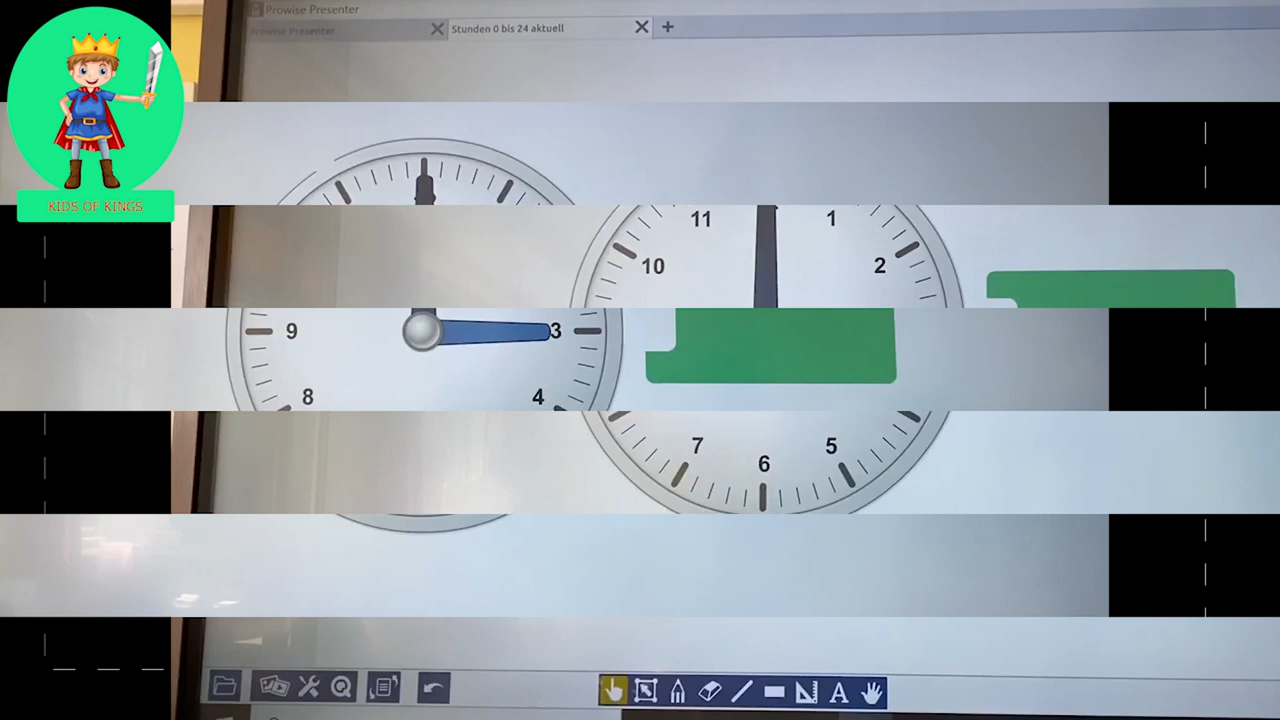 Prowise Presenter
Prowise Presenter
Stunden 0 bis 24 aktuell
KIDS OF KINGS
11
1
10
2
9
3
8
4
7
5
6
A